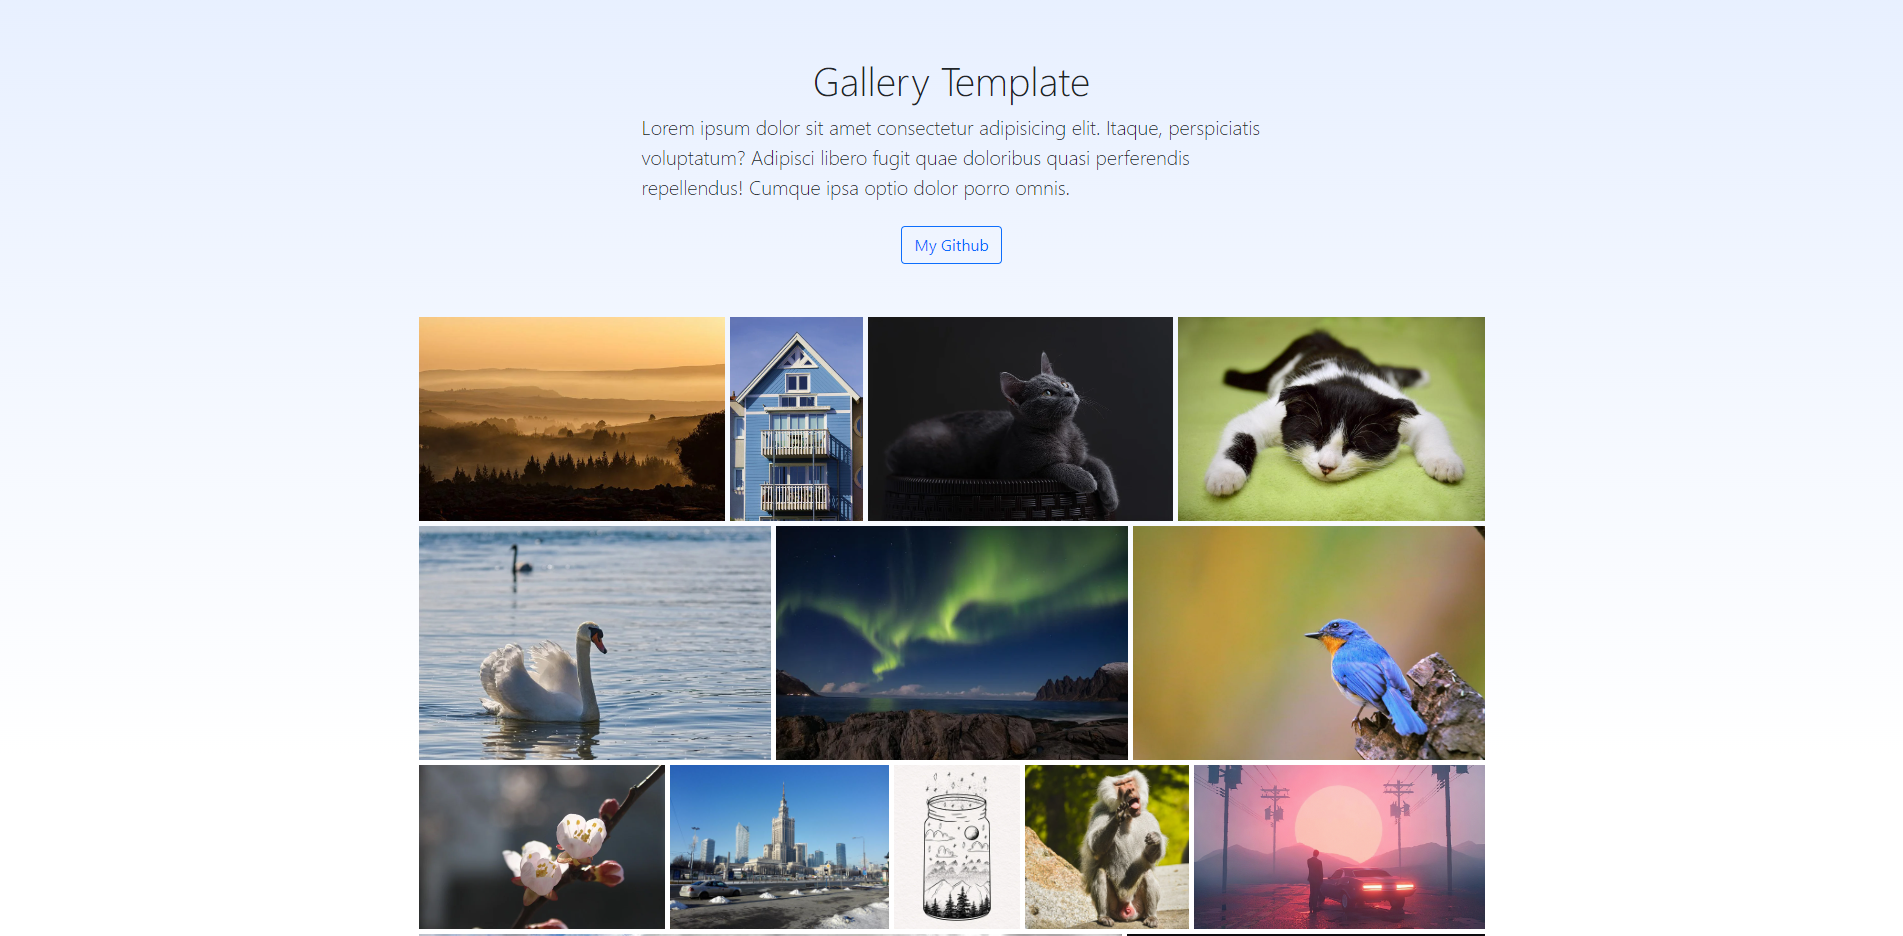 Gallery Template
Lorem ipsum dolor sit amet consectetur adipisicing elit. Itaque, perspiciatis
voluptatum? Adipisci libero fugit quae doloribus quasi perferendis
repellendus! Cumque ipsa optio dolor porro omnis.
My Github